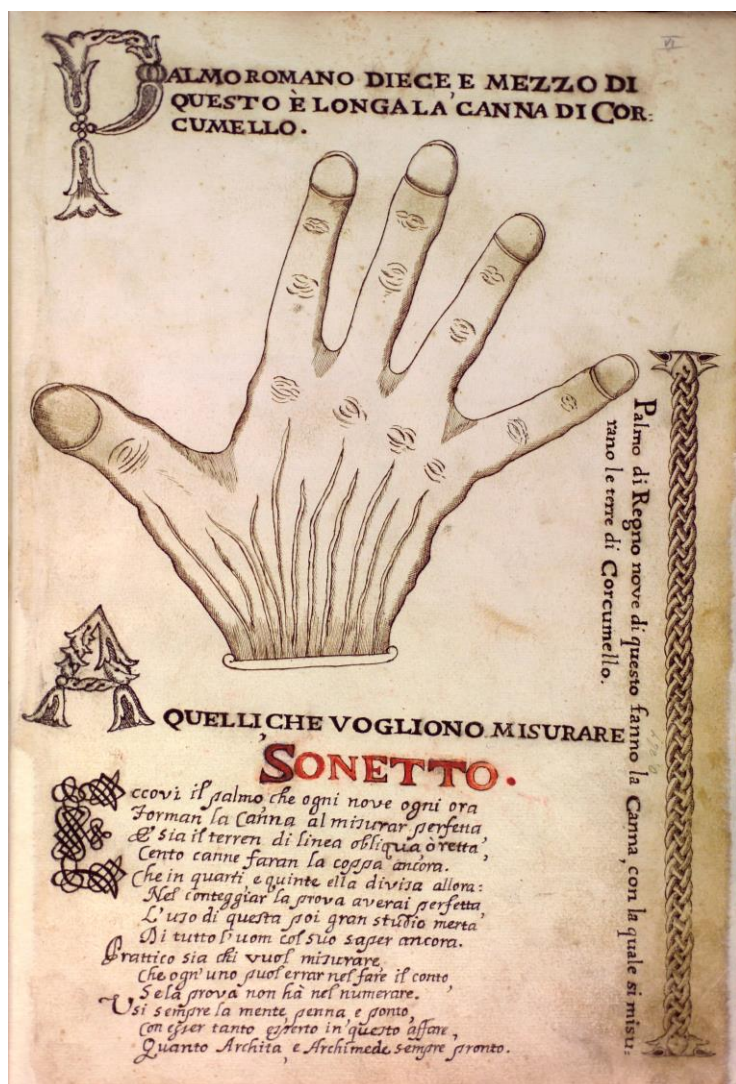 VI
PALMO ROMANO DIECE E MEZZO DI
QUESTO È LONGA LA CANNA DI COR:
CUMELLO.
Palmo di Regno nove di questo fanno la Canna, con la quale si misu:
rano le terre di Corcumello.
A QUELLI, CHE VOGLIONO MISURARE
SONETTO.
Eccovi il palmo che ogni nove ogni ora
Forman la Canna al misurar perfetta,
E sia il terren di linea obliqua ò retta,
Cento canne faran la coppa ancora.
Che in quarti, e quinte ella divisa allora:
Nel conteggiar la prova averai perfetta,
L'uso di questa poi gran studio merta
Di tutto l'uom col suo saper ancora.
Prattico sia chi vuol misurare,
Che ogn'uno puol errar nel fare il conto,
Se la prova non hà nel numerare.
Usi sempre la mente, penna, e ponto,
Con esser tanto esperto in questo affare,
Quanto Archita, e Archimede sempre pronto.